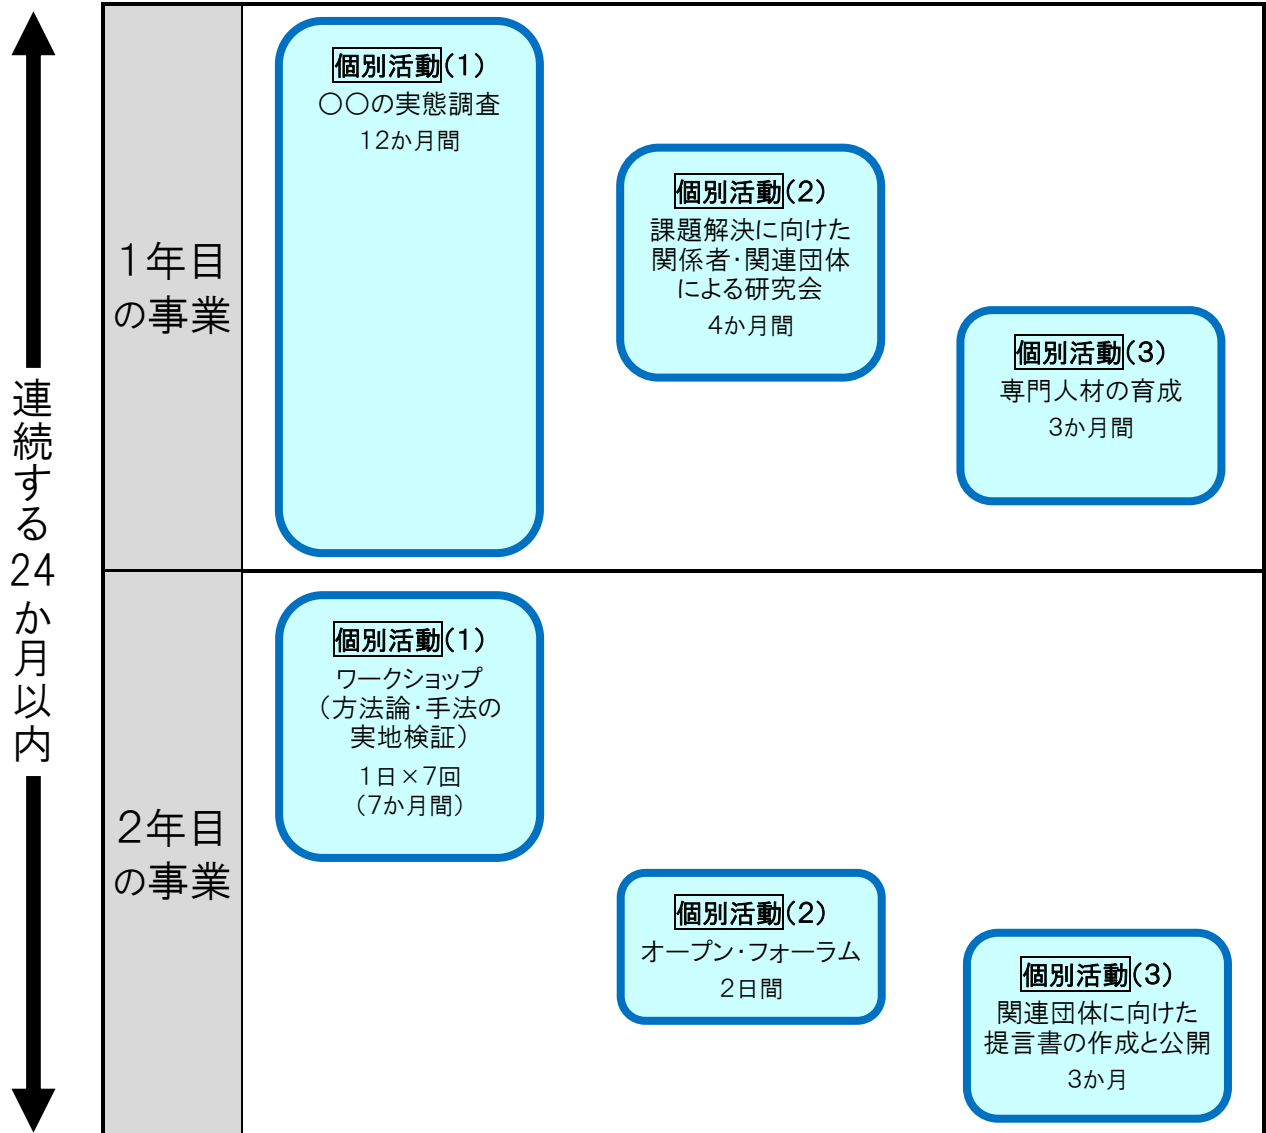 連続する24か月以内
1年目
の事業
個別活動(1)
○○の実態調査
12か月間
個別活動(2)
課題解決に向けた
関係者・関連団体
による研究会
4か月間
個別活動(3)
専門人材の育成
3か月間
2年目
の事業
個別活動(1)
ワークショップ
(方法論・手法の
実地検証)
1日×7回
(7か月間)
個別活動(2)
オープン・フォーラム
2日間
個別活動(3)
関連団体に向けた
提言書の作成と公開
3か月